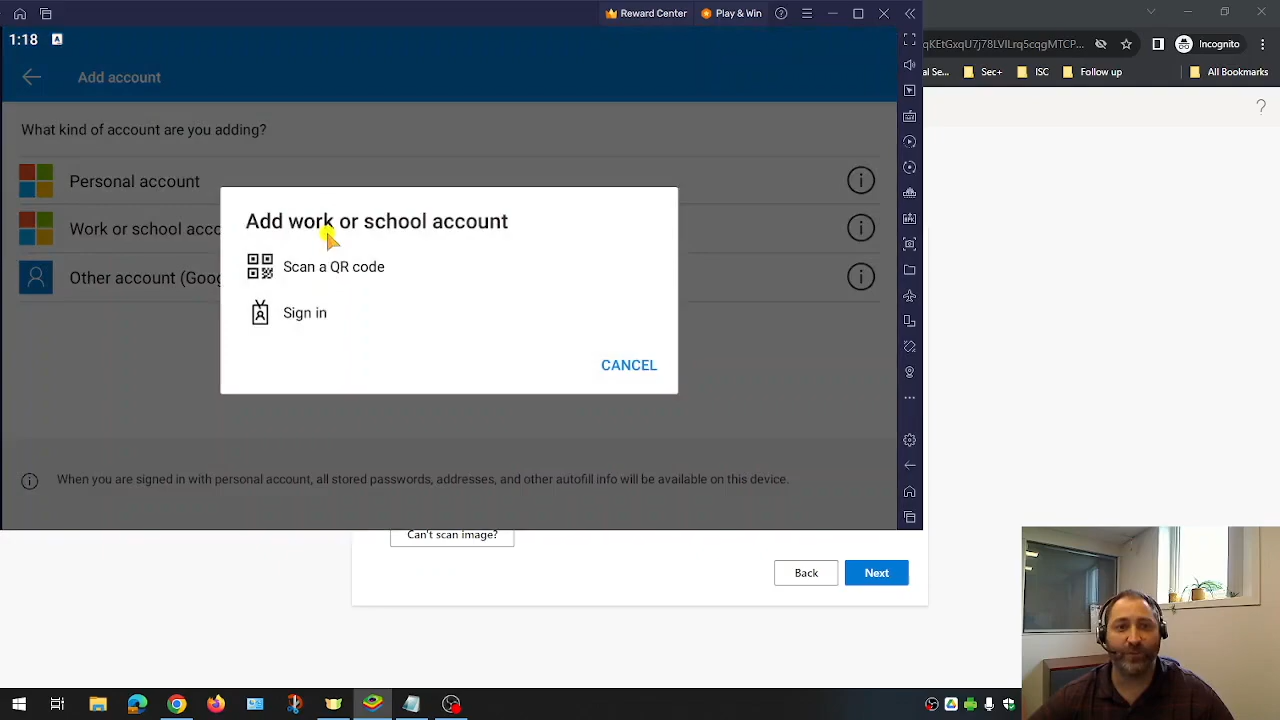 Reward Center
Play & Win
1:18
A
Add account
What kind of account are you adding?
Personal account
Work or school acco
Other account (Goog
Add work or school account
Scan a QR code
Sign in
CANCEL
When you are signed in with personal account, all stored passwords, addresses, and other autofill info will be available on this device.
Can't scan image?
Back
Next
Incognito
Se...
Sec+
ISC
Follow up
All Bookmarks